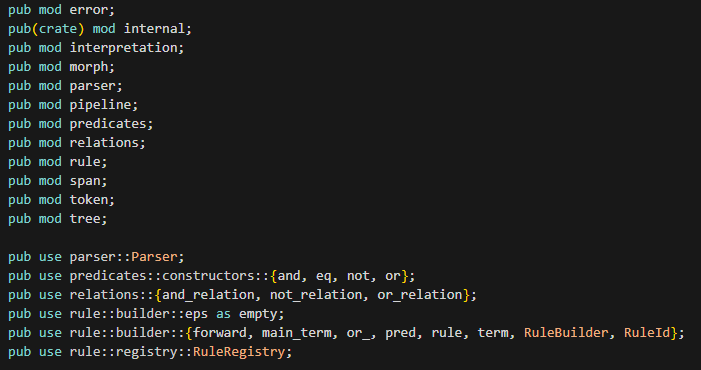 pub mod error;
pub(crate) mod internal;
pub mod interpretation;
pub mod morph;
pub mod parser;
pub mod pipeline;
pub mod predicates;
pub mod relations;
pub mod rule;
pub mod span;
pub mod token;
pub mod tree;

pub use parser::Parser;
pub use predicates::constructors::{and, eq, not, or};
pub use relations::{and_relation, not_relation, or_relation};
pub use rule::builder::eps as empty;
pub use rule::builder::{forward, main_term, or_, pred, rule, term, RuleBuilder, RuleId};
pub use rule::registry::RuleRegistry;